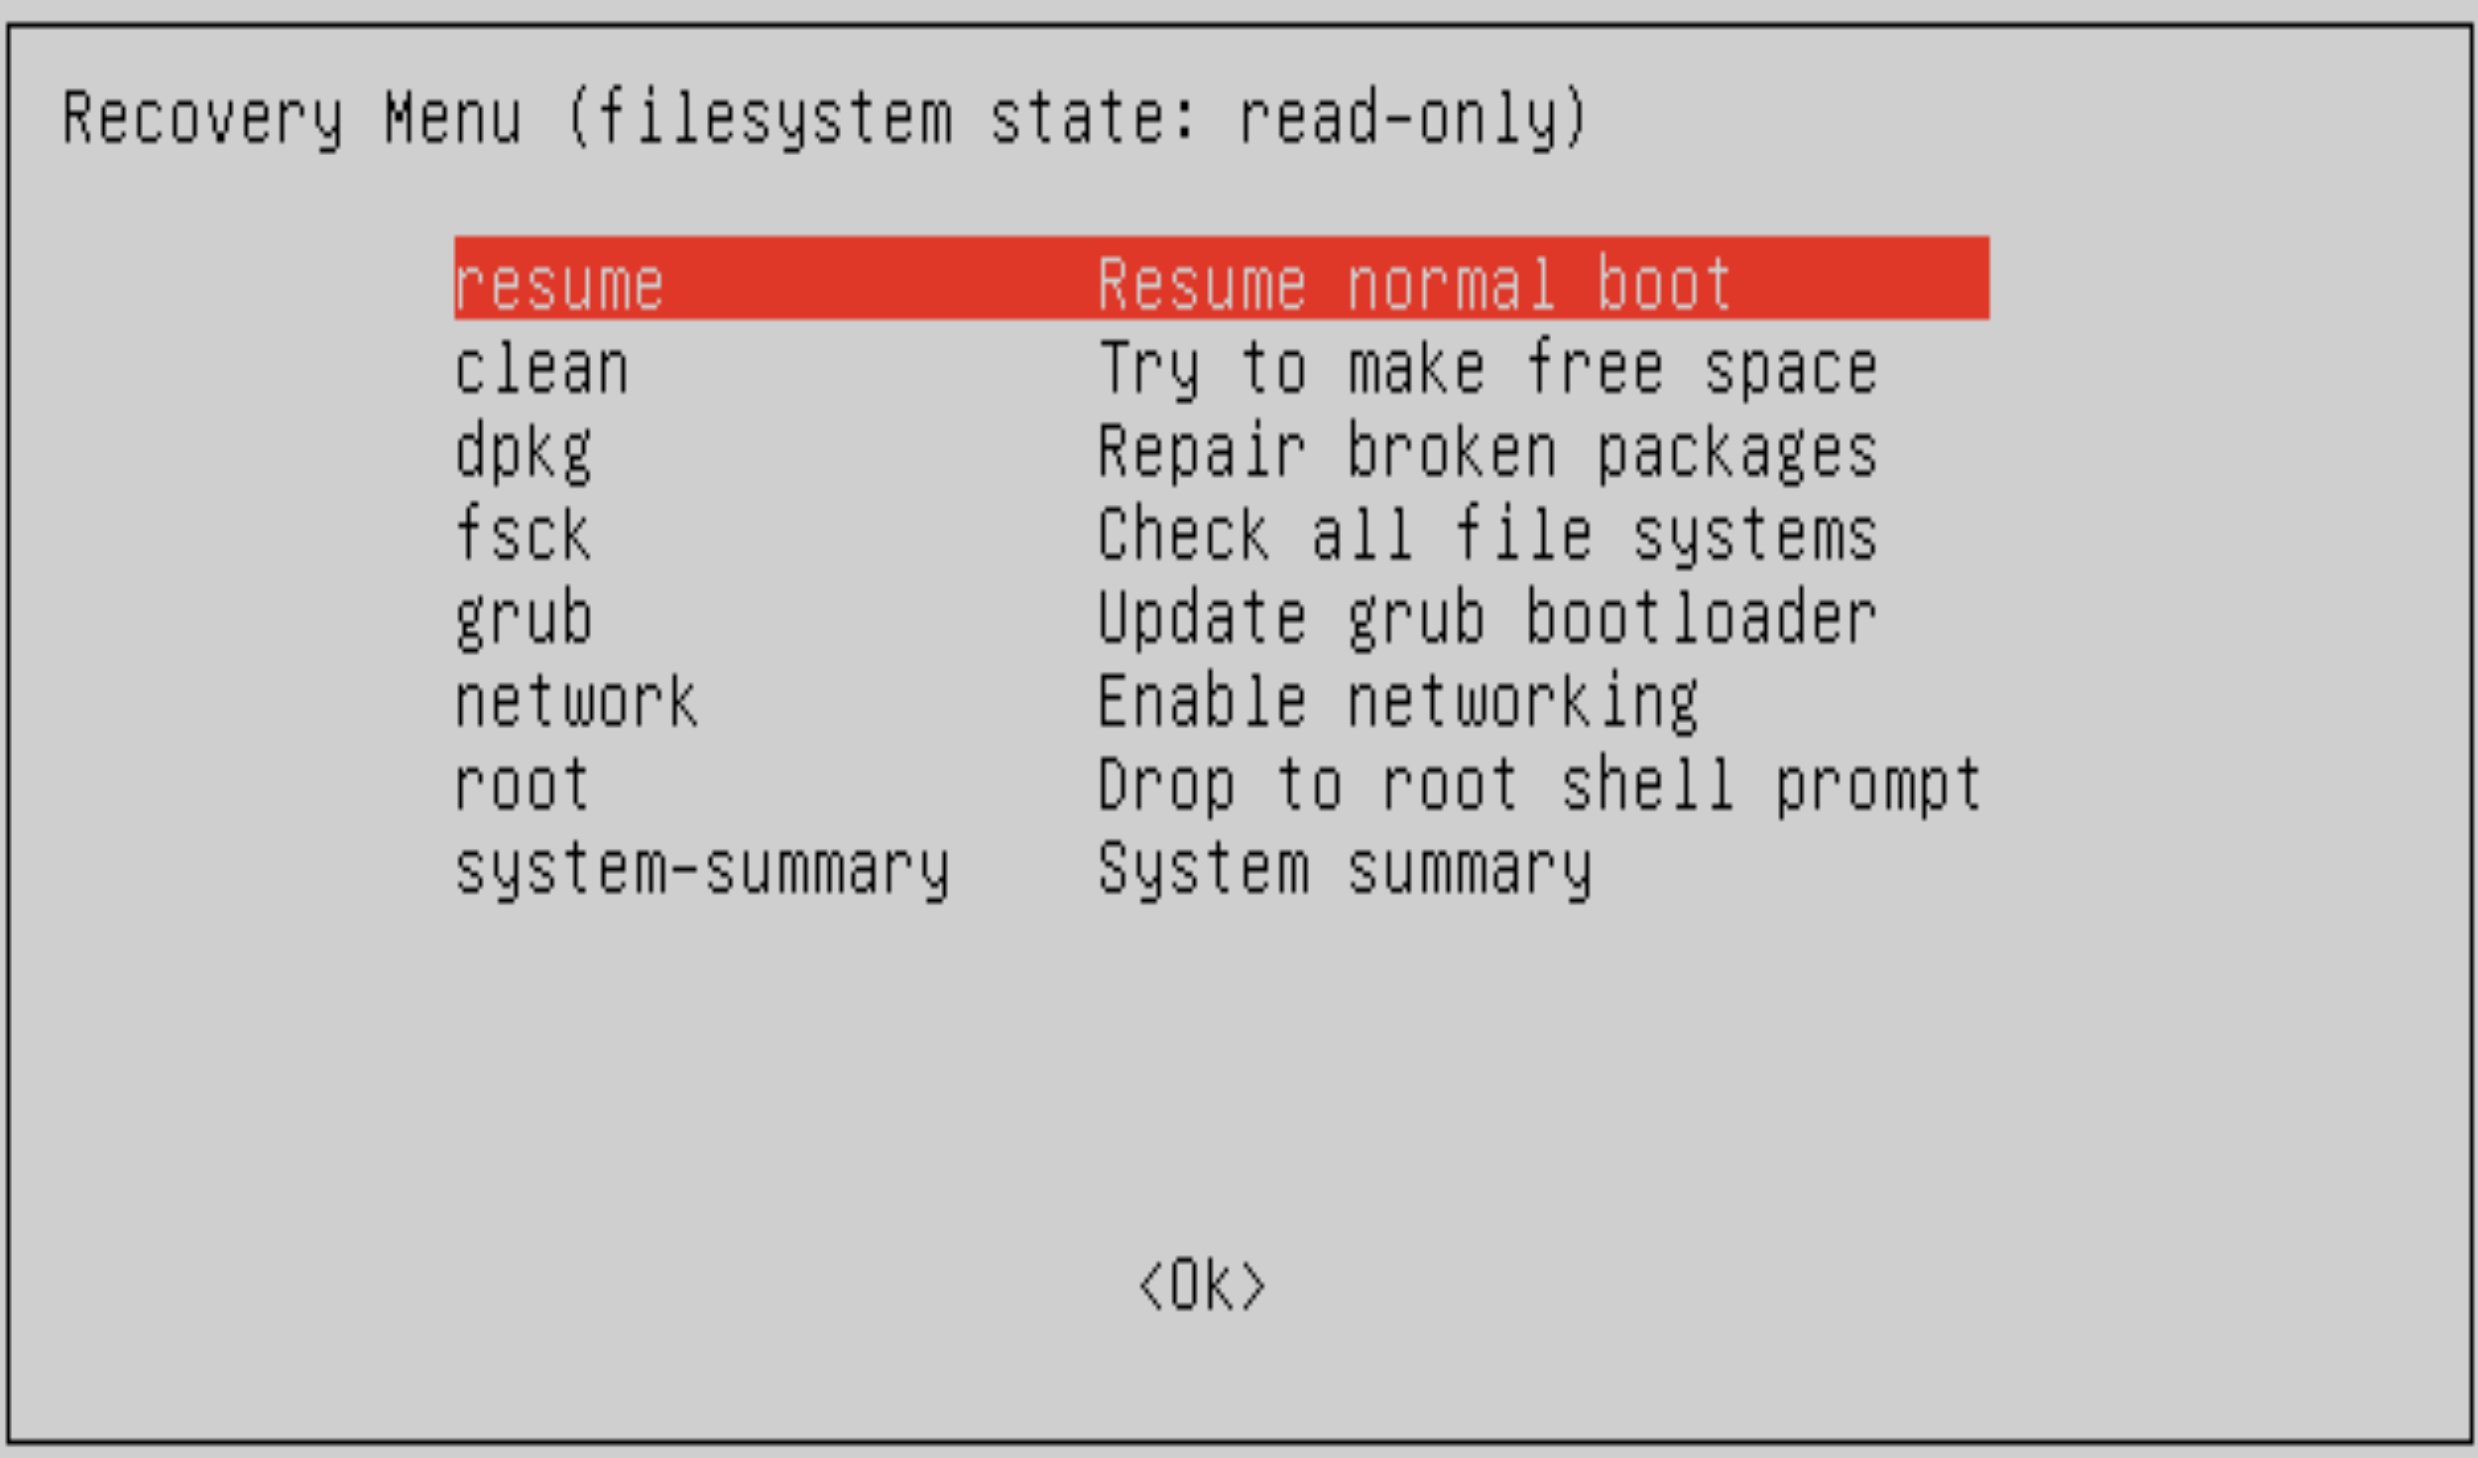 Recovery Menu (filesystem state: read-only)
resume Resume normal boot
clean Try to make free space
dpkg Repair broken packages
fsck Check all file systems
grub Update grub bootloader
network Enable networking
root Drop to root shell prompt
system-summary System summary
<Ok>